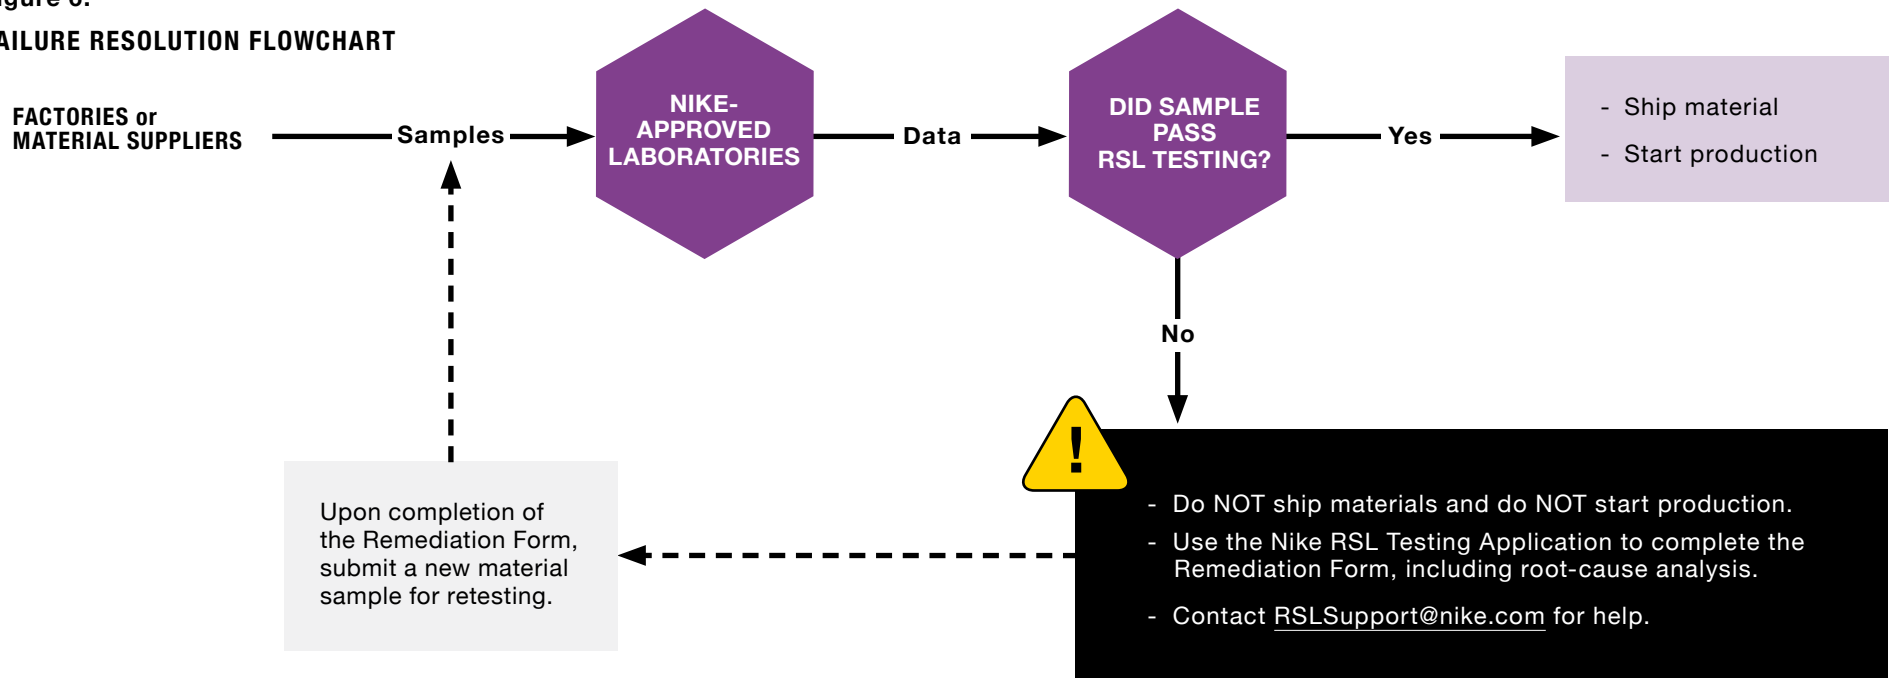 AILURE RESOLUTION FLOWCHART
FACTORIES or
MATERIAL SUPPLIERS
Samples
NIKE-
APPROVED
LABORATORIES
Data
DID SAMPLE
PASS
RSL TESTING?
Yes
- Ship material
- Start production
No
!
- Do NOT ship materials and do NOT start production.
- Use the Nike RSL Testing Application to complete the
Remediation Form, including root-cause analysis.
- Contact RSLSupport@nike.com for help.
Upon completion of
the Remediation Form,
submit a new material
sample for retesting.